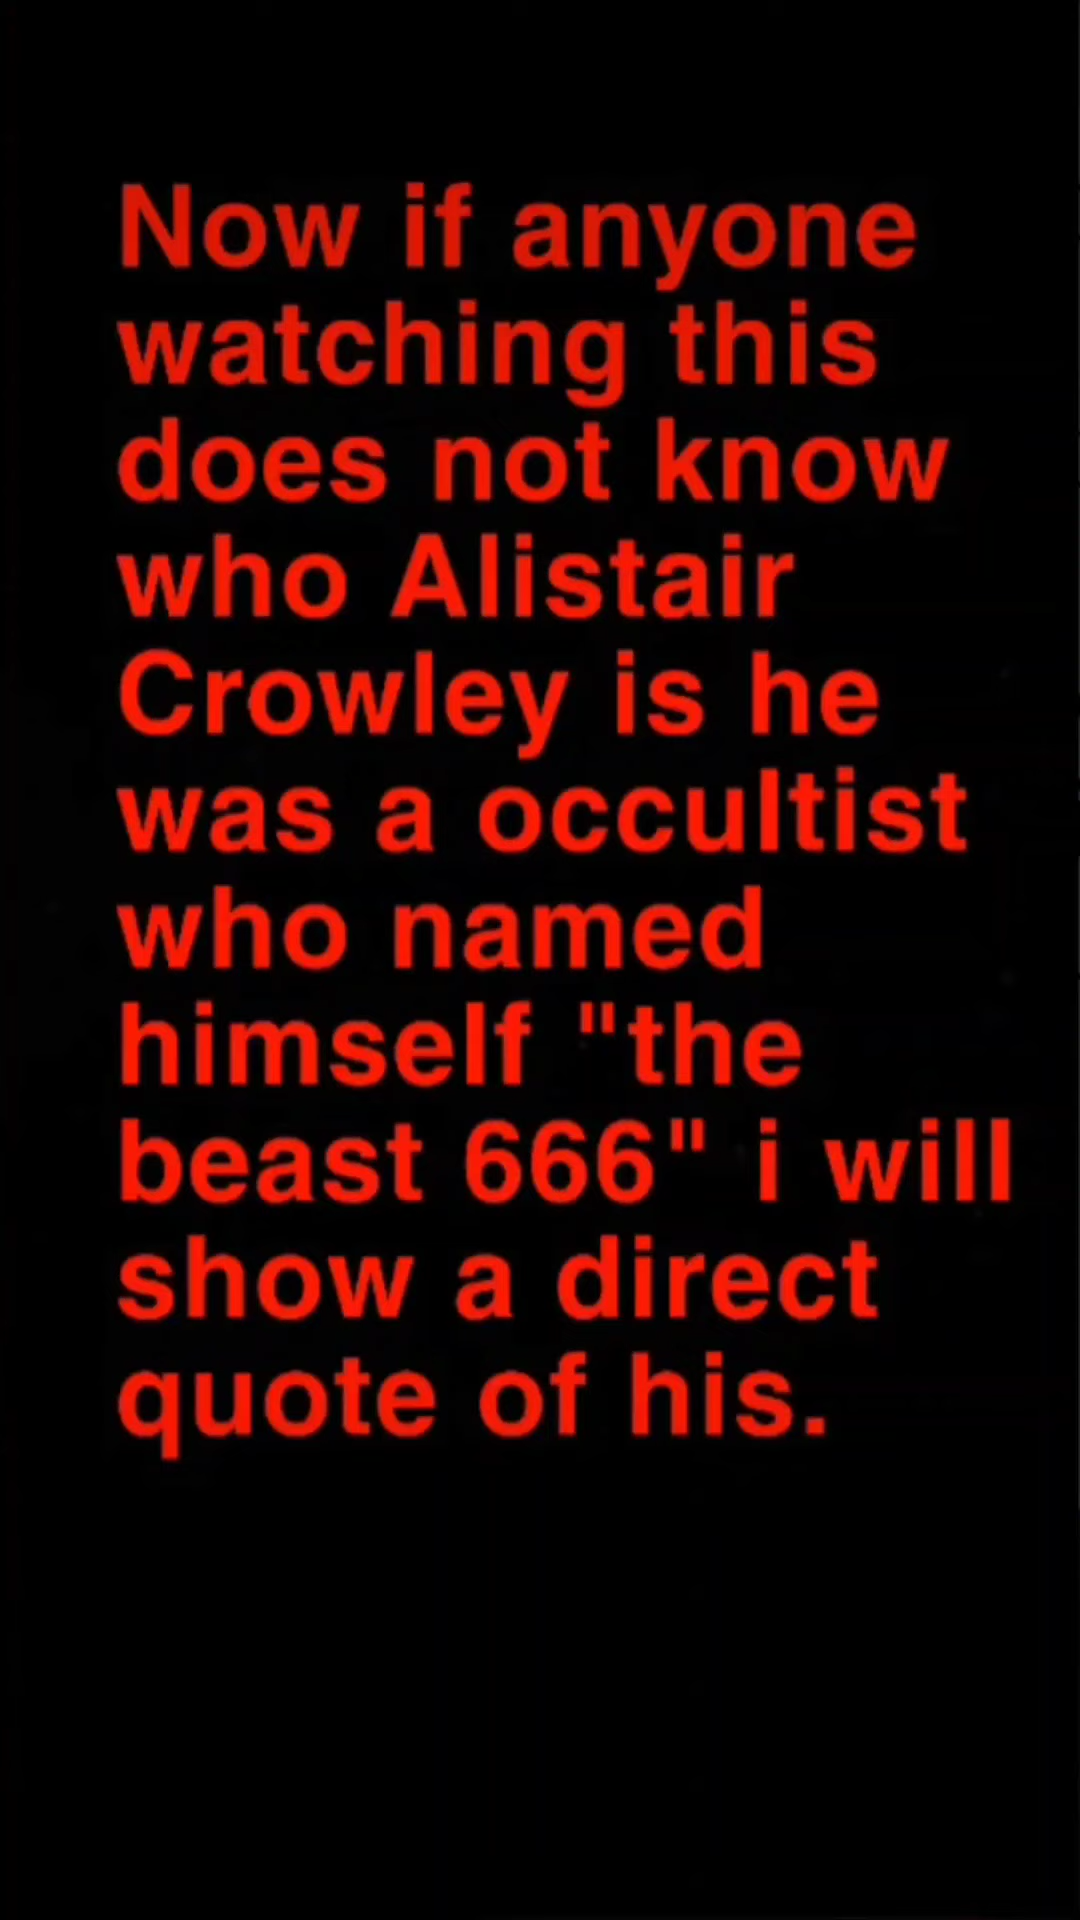 Now if anyone
watching this
does not know
who Alistair
Crowley is he
was a occultist
who named
himself "the
beast 666" i will
show a direct
quote of his.